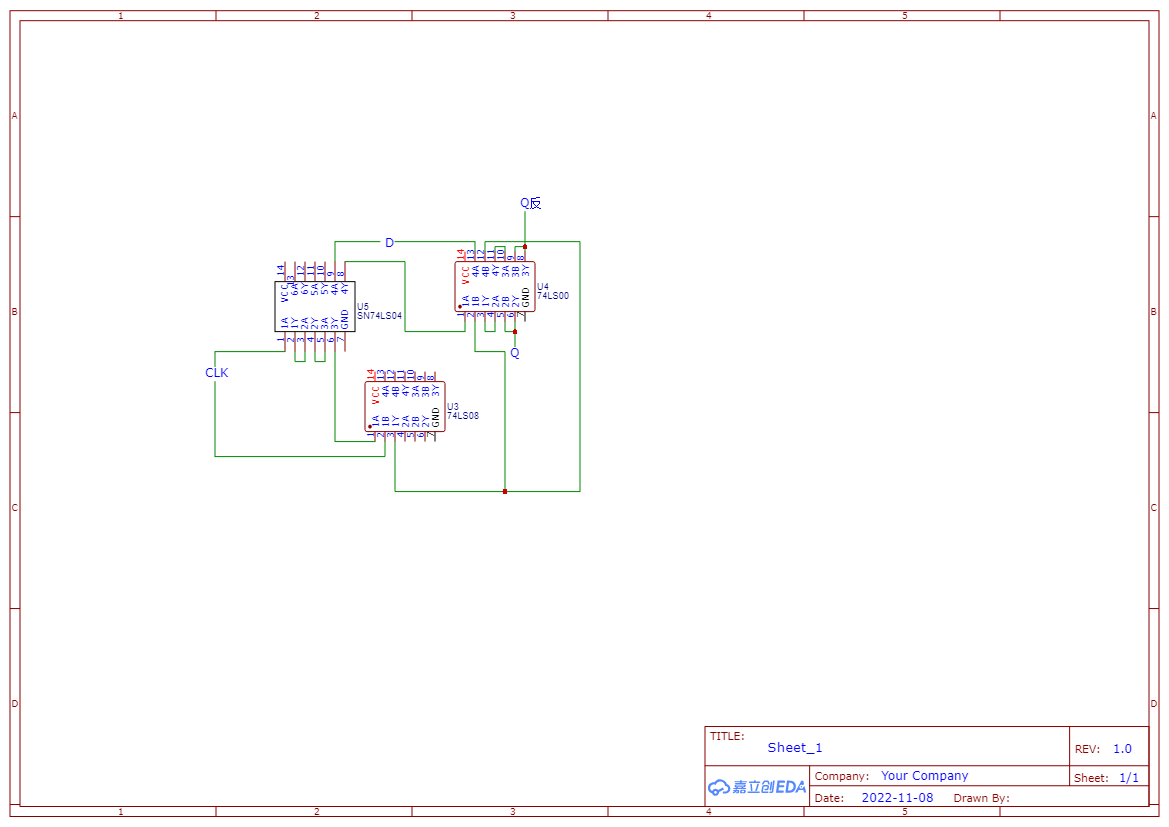 1 2 3 4 5
A A
Q反
D
14 13 12 11 10 9 8
VCC 4A 4B 4Y 3A 3B 3Y
14 13 12 11 10 9 8
VCC 6A 6Y 5A 5Y 4A 4Y
U4
74LS00
1A 1B 1Y 2A 2B 2Y GND
1 2 3 4 5 6 7
B B
U5
SN74LS04
1A 1Y 2A 2Y 3A 3Y GND
1 2 3 4 5 6 7
Q
CLK
14 13 12 11 10 9 8
VCC 4A 4B 4Y 3A 3B 3Y
U3
74LS08
1A 1B 1Y 2A 2B 2Y GND
1 2 3 4 5 6 7
C C
D D
TITLE:
Sheet_1
REV: 1.0
嘉立创EDA
Company: Your Company
Sheet: 1/1
Date: 2022-11-08 Drawn By:
1 2 3 4 5